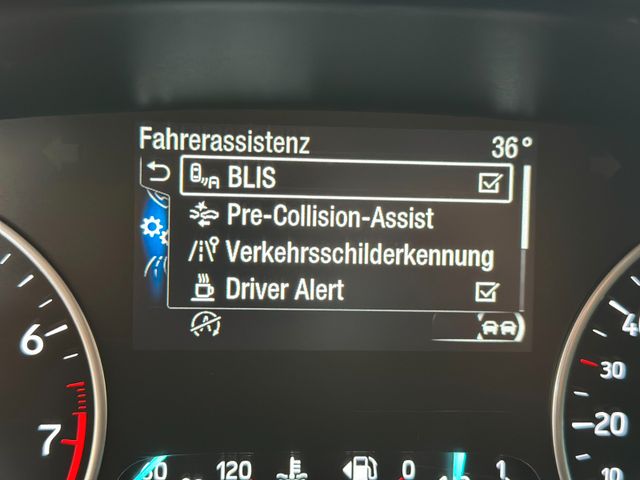 Fahrerassistenz 36°
BLIS
Pre-Collision-Assist
Verkehrsschilderkennung
Driver Alert
6
7
40
30
20
10
120
0
1